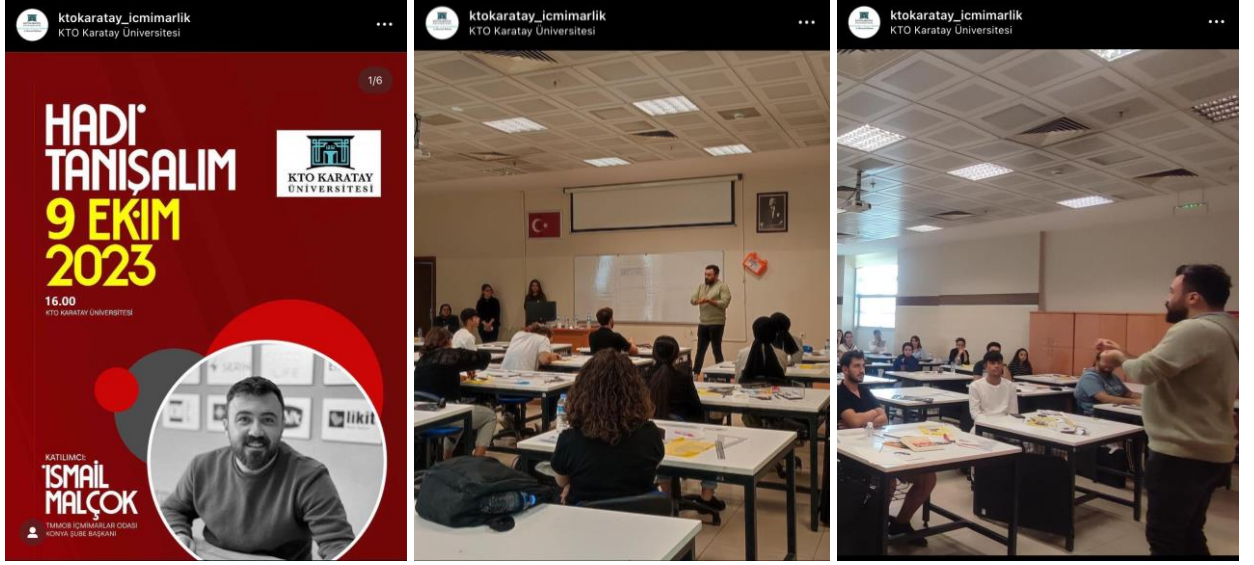 ktokaratay_icmimarlik
KTO Karatay Üniversitesi
1/6
HADİ
TANIŞALIM
9 EKİM
2023
16.00
KTO KARATAY ÜNİVERSİTESİ
KTO KARATAY
ÜNİVERSİTESİ
likit
KATILIMCI:
İSMAİL
MALÇOK
TMMOB İÇMİMARLAR ODASI
KONYA ŞUBE BAŞKANI
ktokaratay_icmimarlik
KTO Karatay Üniversitesi
ktokaratay_icmimarlik
KTO Karatay Üniversitesi